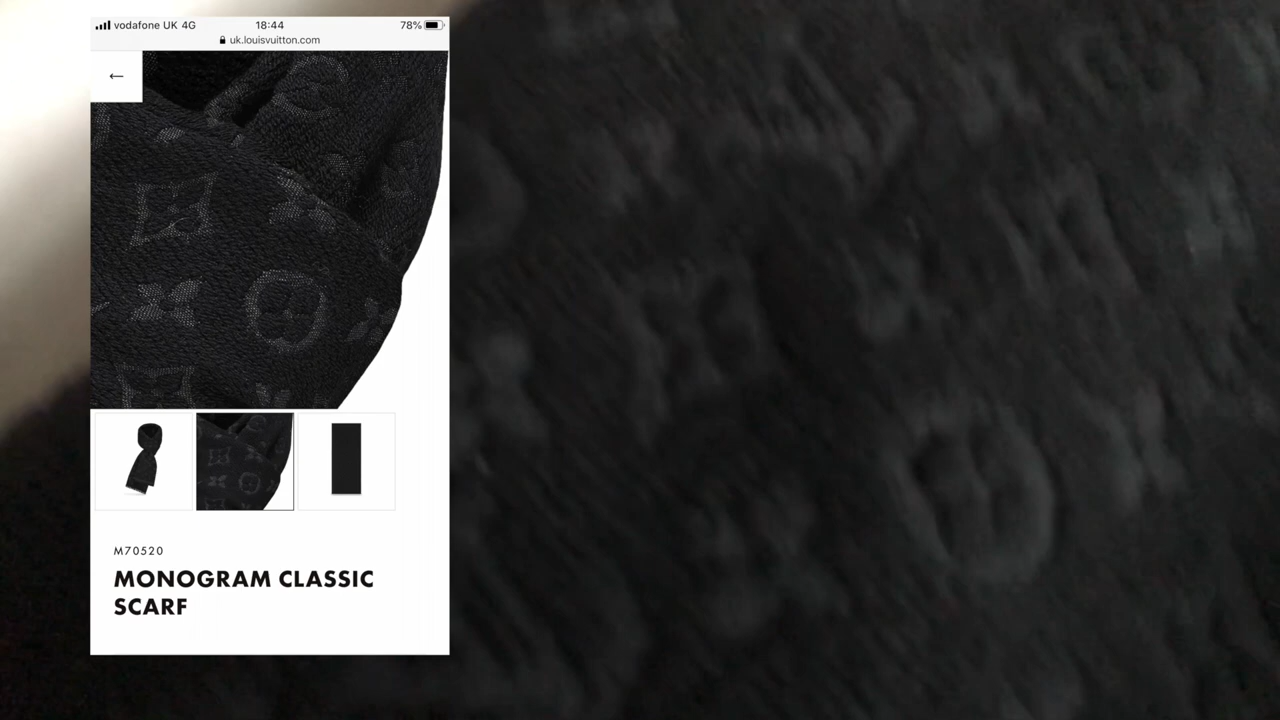 vodafone UK 4G 18:44 78%
uk.louisvuitton.com
M70520
MONOGRAM CLASSIC
SCARF